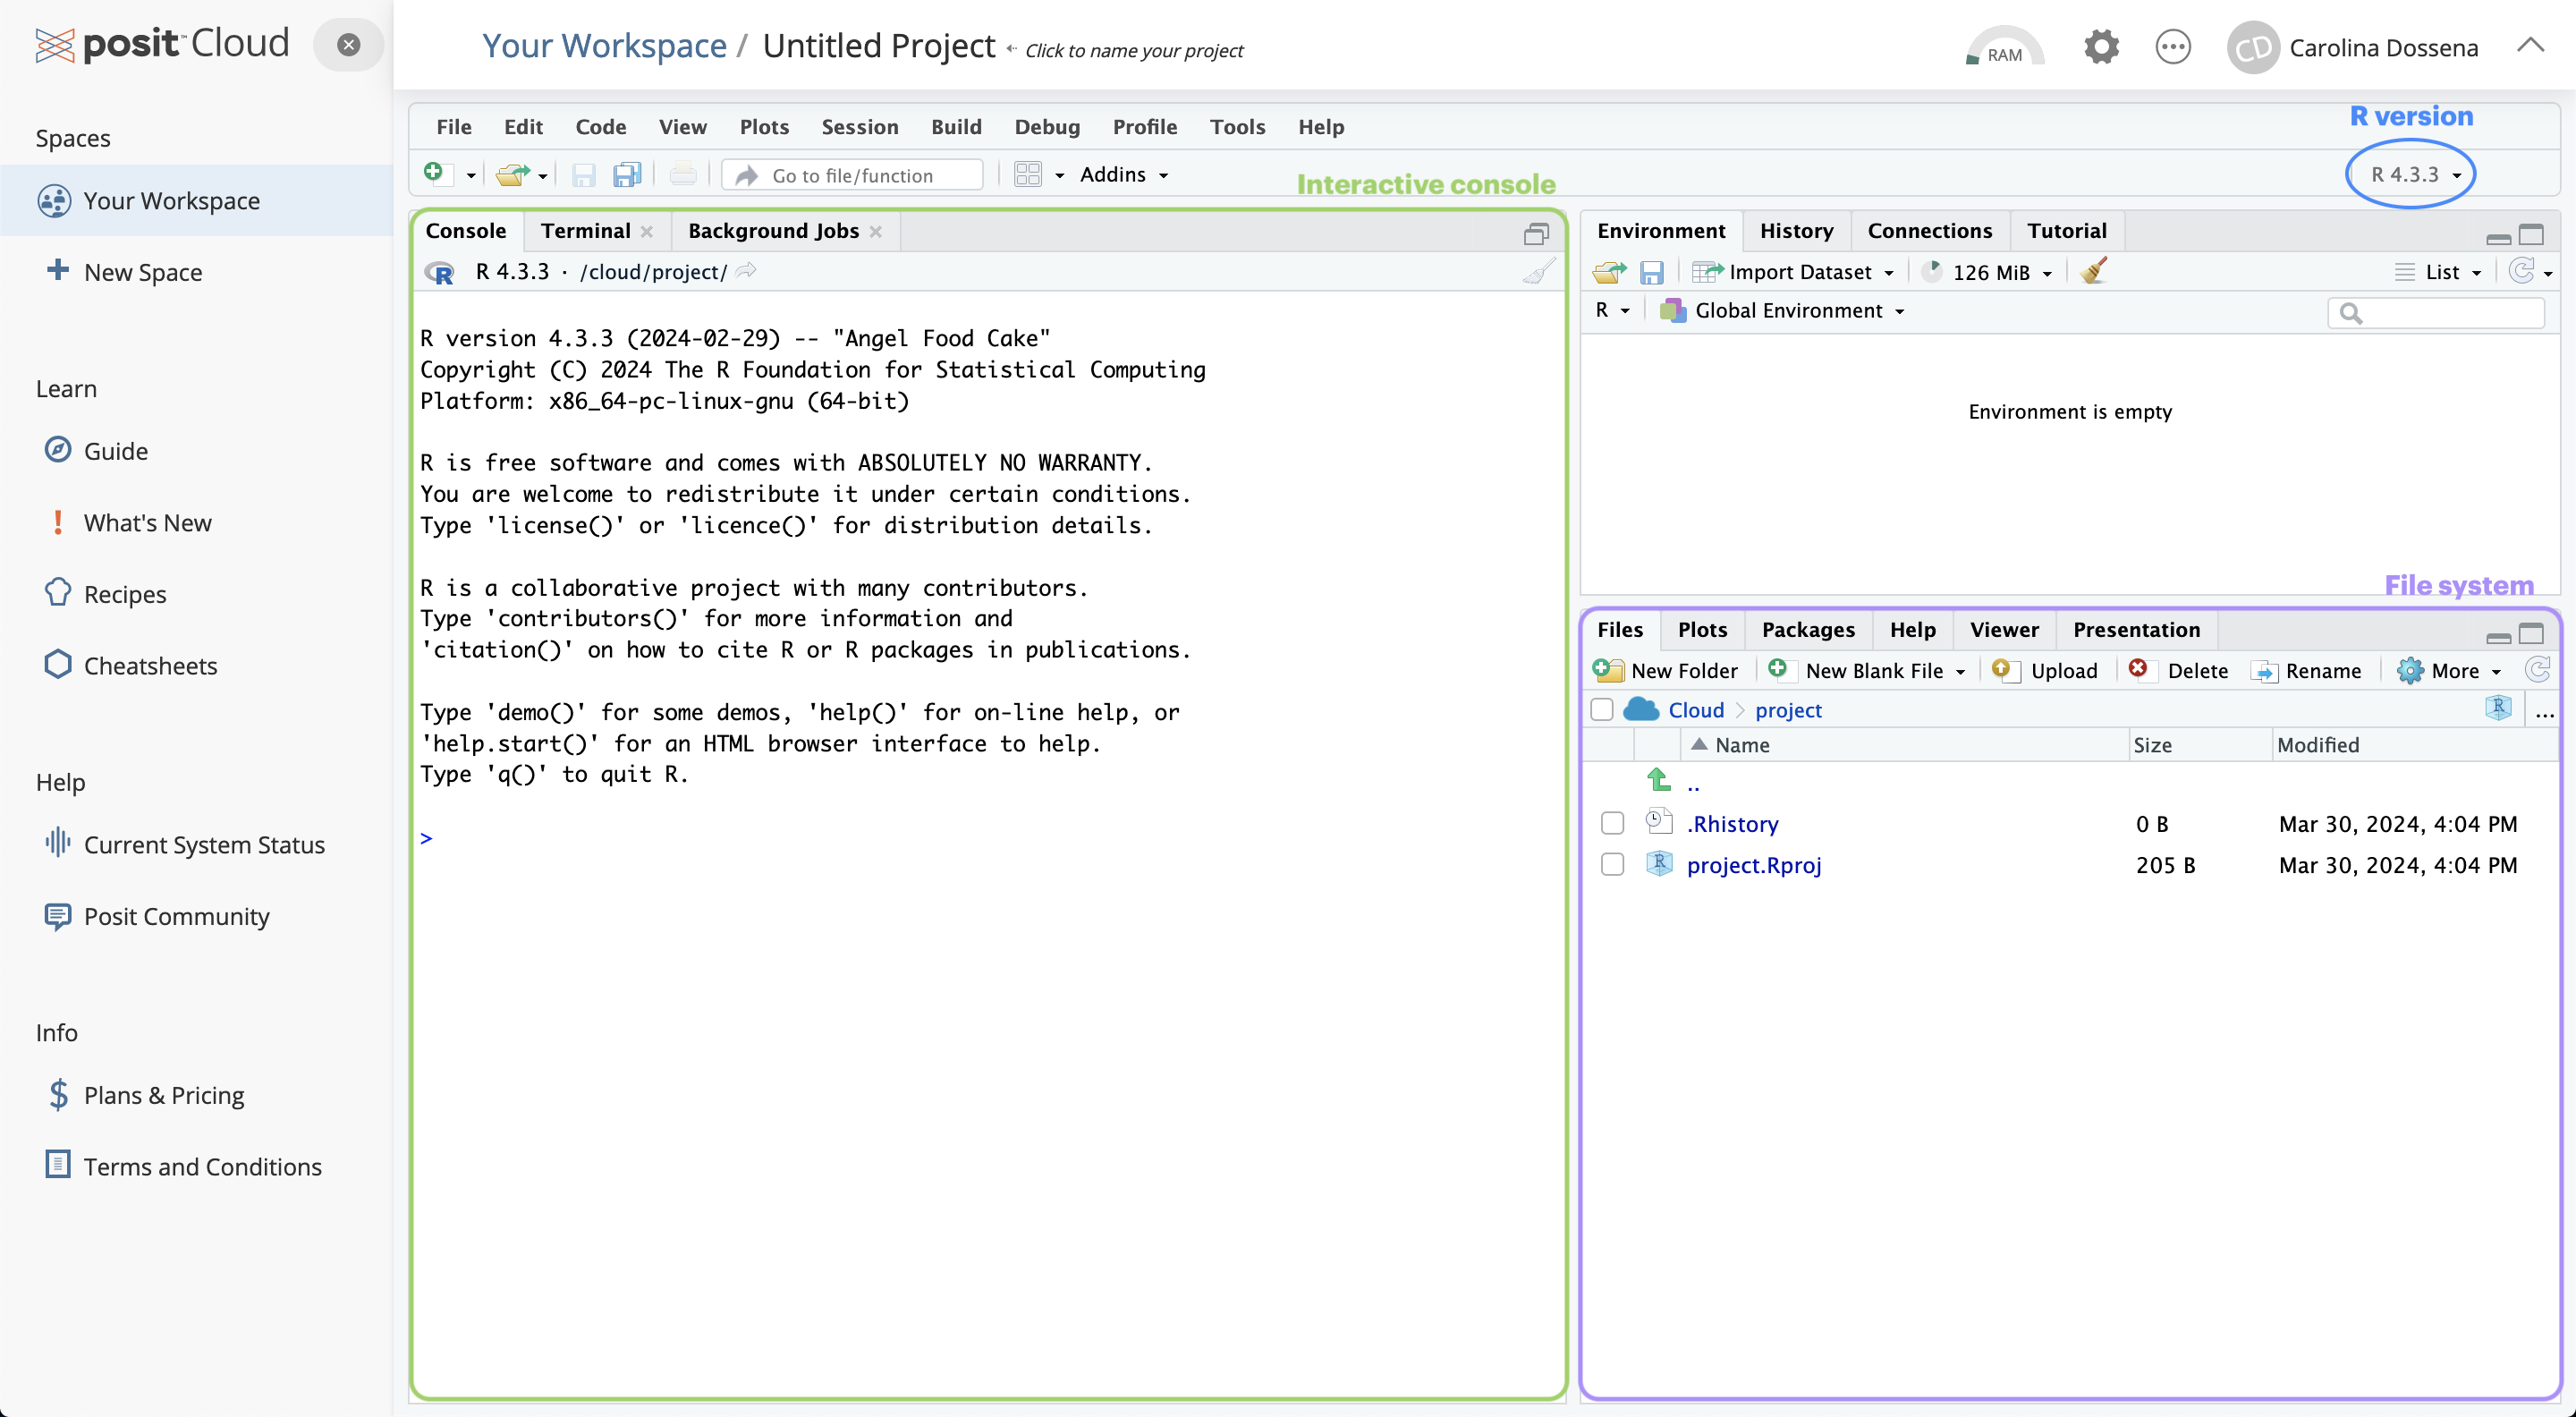 posit™ Cloud
Your Workspace / Untitled Project Click to name your project
RAM
CD Carolina Dossena
Spaces
Your Workspace
New Space
Learn
Guide
What's New
Recipes
Cheatsheets
Help
Current System Status
Posit Community
Info
Plans & Pricing
Terms and Conditions
File Edit Code View Plots Session Build Debug Profile Tools Help
R version
Go to file/function Addins
R 4.3.3
Interactive console
Console Terminal Background Jobs
R 4.3.3 · /cloud/project/
R version 4.3.3 (2024-02-29) -- "Angel Food Cake"
Copyright (C) 2024 The R Foundation for Statistical Computing
Platform: x86_64-pc-linux-gnu (64-bit)
R is free software and comes with ABSOLUTELY NO WARRANTY.
You are welcome to redistribute it under certain conditions.
Type 'license()' or 'licence()' for distribution details.
R is a collaborative project with many contributors.
Type 'contributors()' for more information and
'citation()' on how to cite R or R packages in publications.
Type 'demo()' for some demos, 'help()' for on-line help, or
'help.start()' for an HTML browser interface to help.
Type 'q()' to quit R.
>
Environment History Connections Tutorial
Import Dataset 126 MiB List
R Global Environment
Environment is empty
File system
Files Plots Packages Help Viewer Presentation
New Folder New Blank File Upload Delete Rename More
Cloud > project R ...
Name Size Modified
..
.Rhistory 0 B Mar 30, 2024, 4:04 PM
project.Rproj 205 B Mar 30, 2024, 4:04 PM